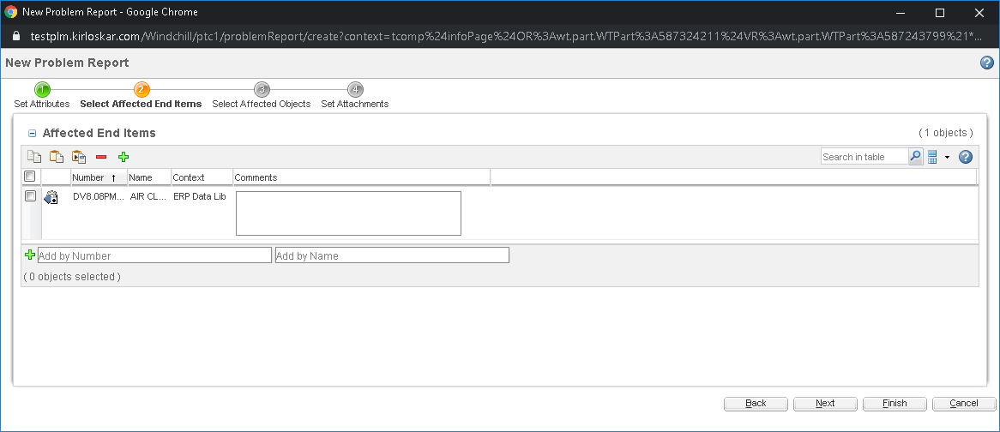 New Problem Report - Google Chrome
testplm.kirloskar.com/Windchill/ptc1/problemReport/create?context=tcomp%24infoPage%24OR%3Awt.part.WTPart%3A587324211%24VR%3Awt.part.WTPart%3A587243799%21*...
New Problem Report
1 2 3 4
Set Attributes Select Affected End Items Select Affected Objects Set Attachments
Affected End Items ( 1 objects )
Search in table
Number Name Context Comments
DV8.08PM... AIR CL... ERP Data Lib
Add by Number Add by Name
( 0 objects selected )
Back Next Finish Cancel